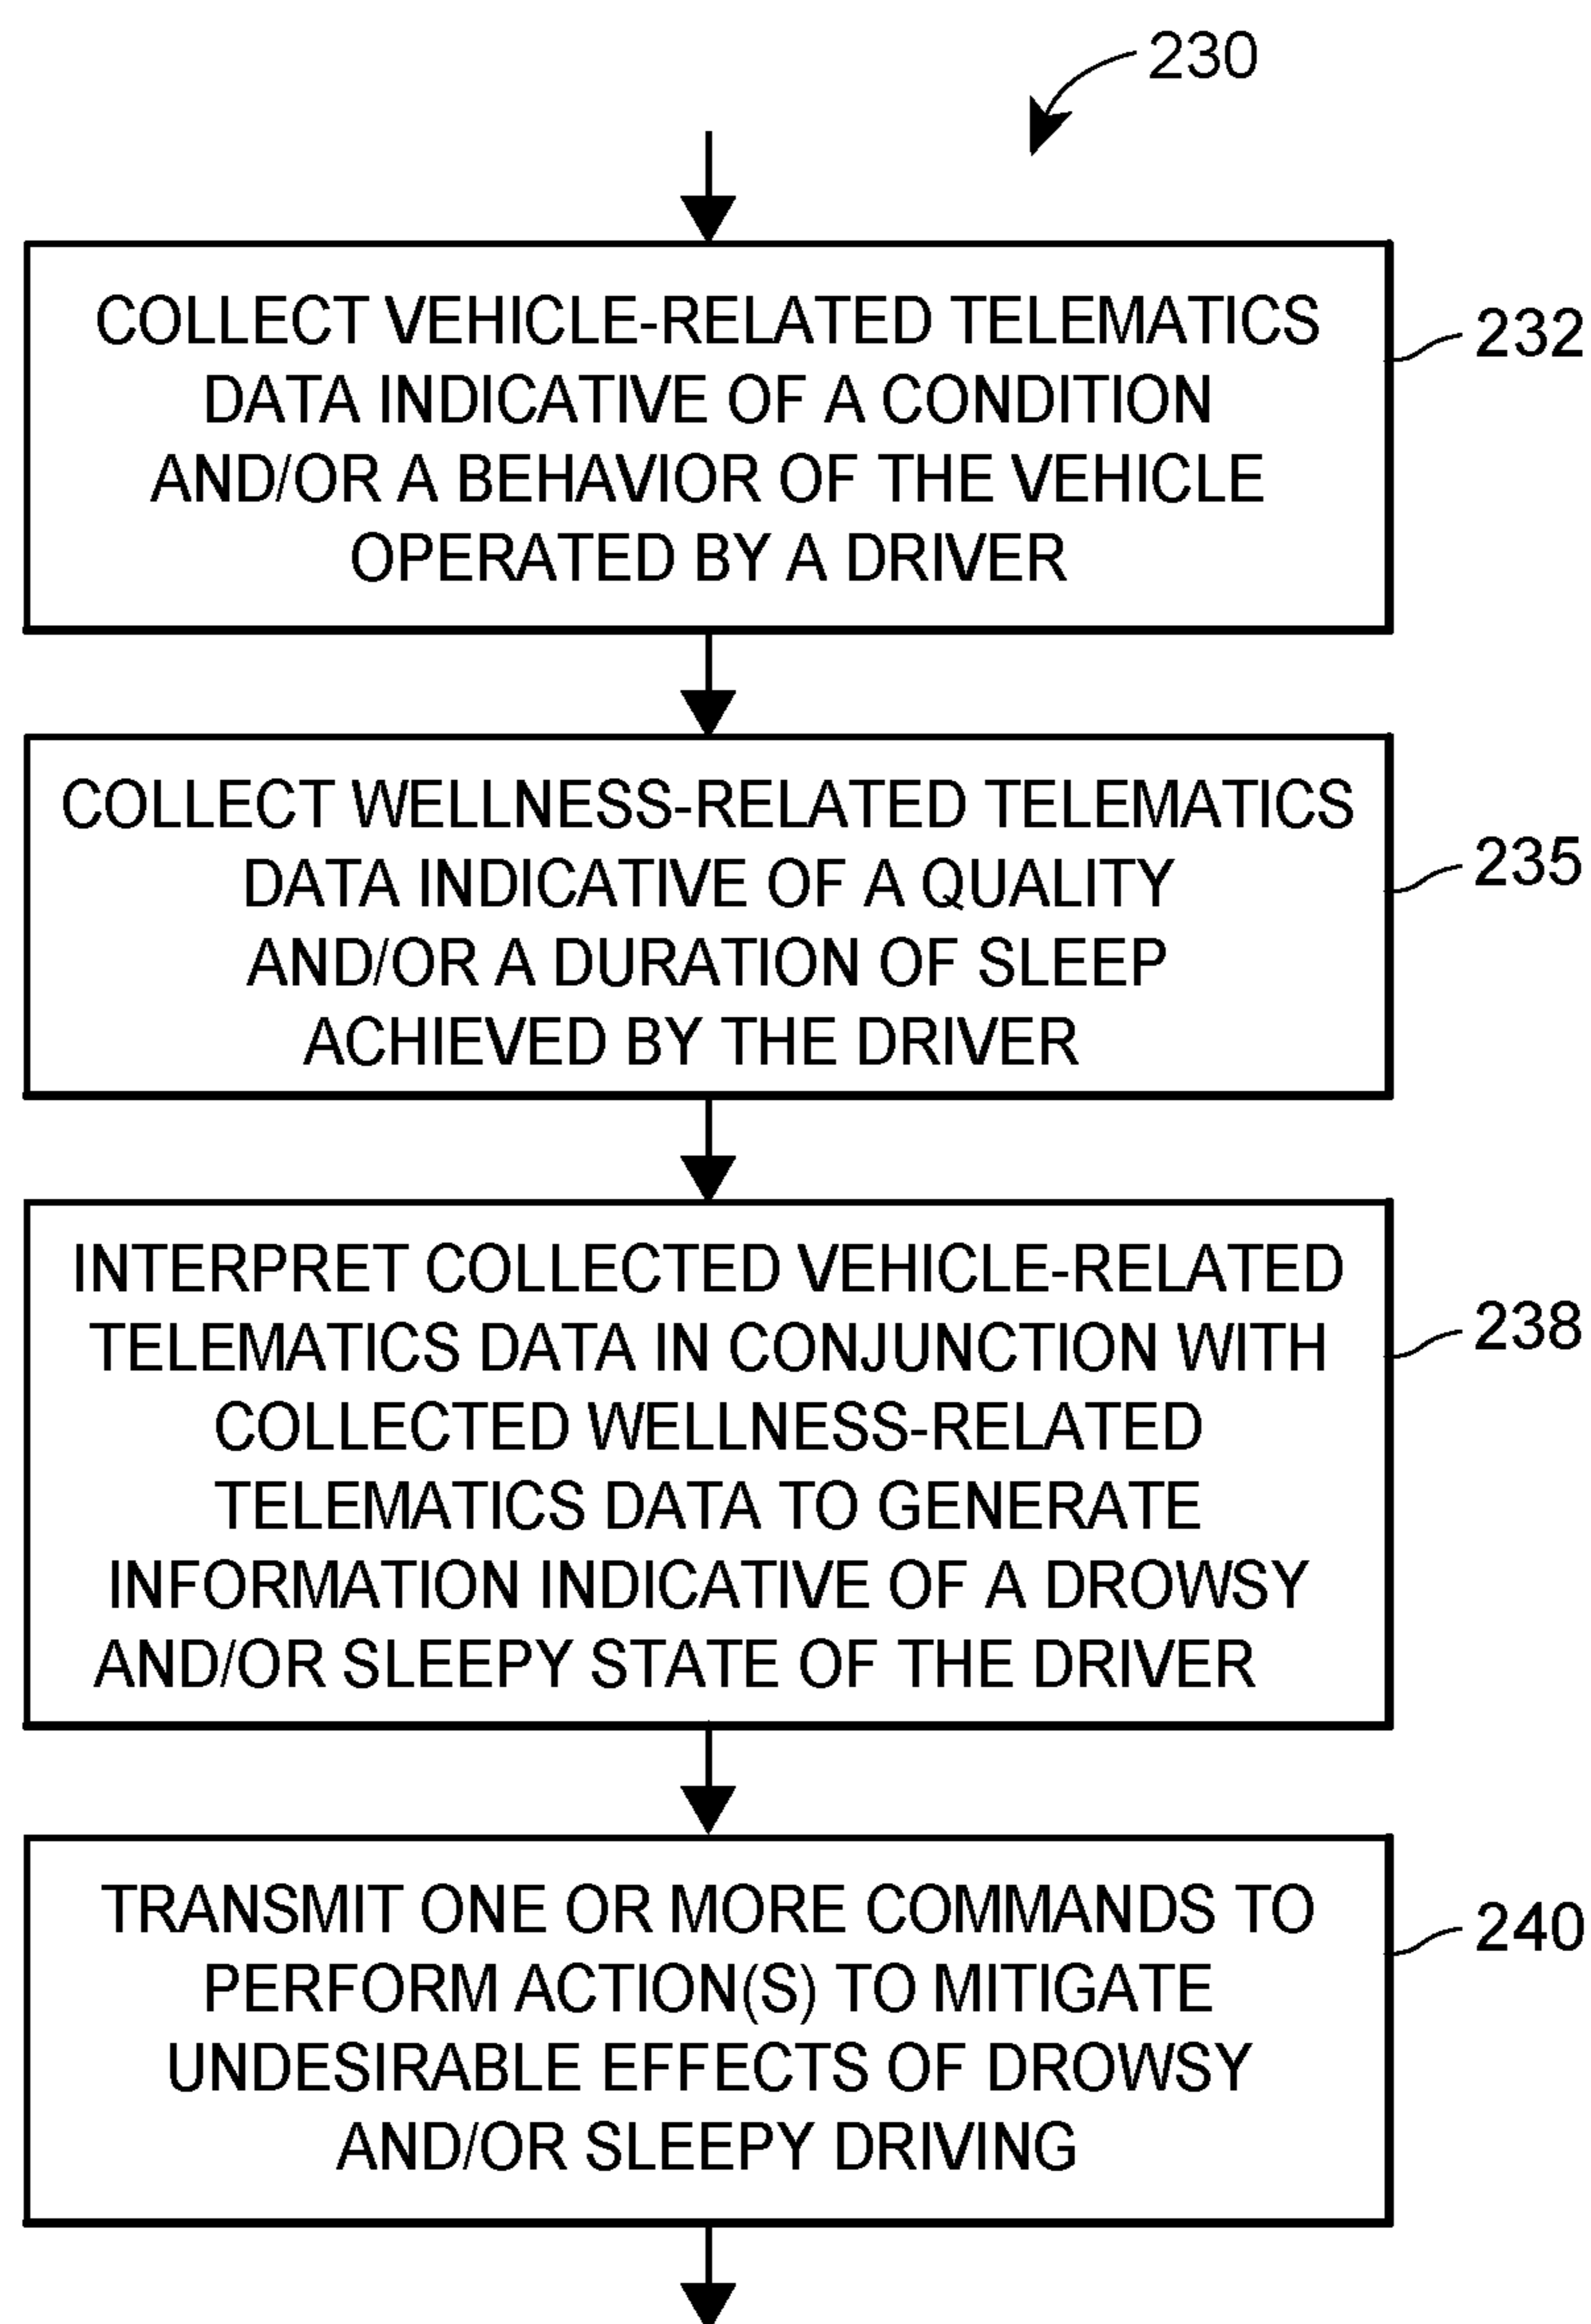 230
COLLECT VEHICLE-RELATED TELEMATICS
DATA INDICATIVE OF A CONDITION
AND/OR A BEHAVIOR OF THE VEHICLE
OPERATED BY A DRIVER
232
COLLECT WELLNESS-RELATED TELEMATICS
DATA INDICATIVE OF A QUALITY
AND/OR A DURATION OF SLEEP
ACHIEVED BY THE DRIVER
235
INTERPRET COLLECTED VEHICLE-RELATED
TELEMATICS DATA IN CONJUNCTION WITH
COLLECTED WELLNESS-RELATED
TELEMATICS DATA TO GENERATE
INFORMATION INDICATIVE OF A DROWSY
AND/OR SLEEPY STATE OF THE DRIVER
238
TRANSMIT ONE OR MORE COMMANDS TO
PERFORM ACTION(S) TO MITIGATE
UNDESIRABLE EFFECTS OF DROWSY
AND/OR SLEEPY DRIVING
240